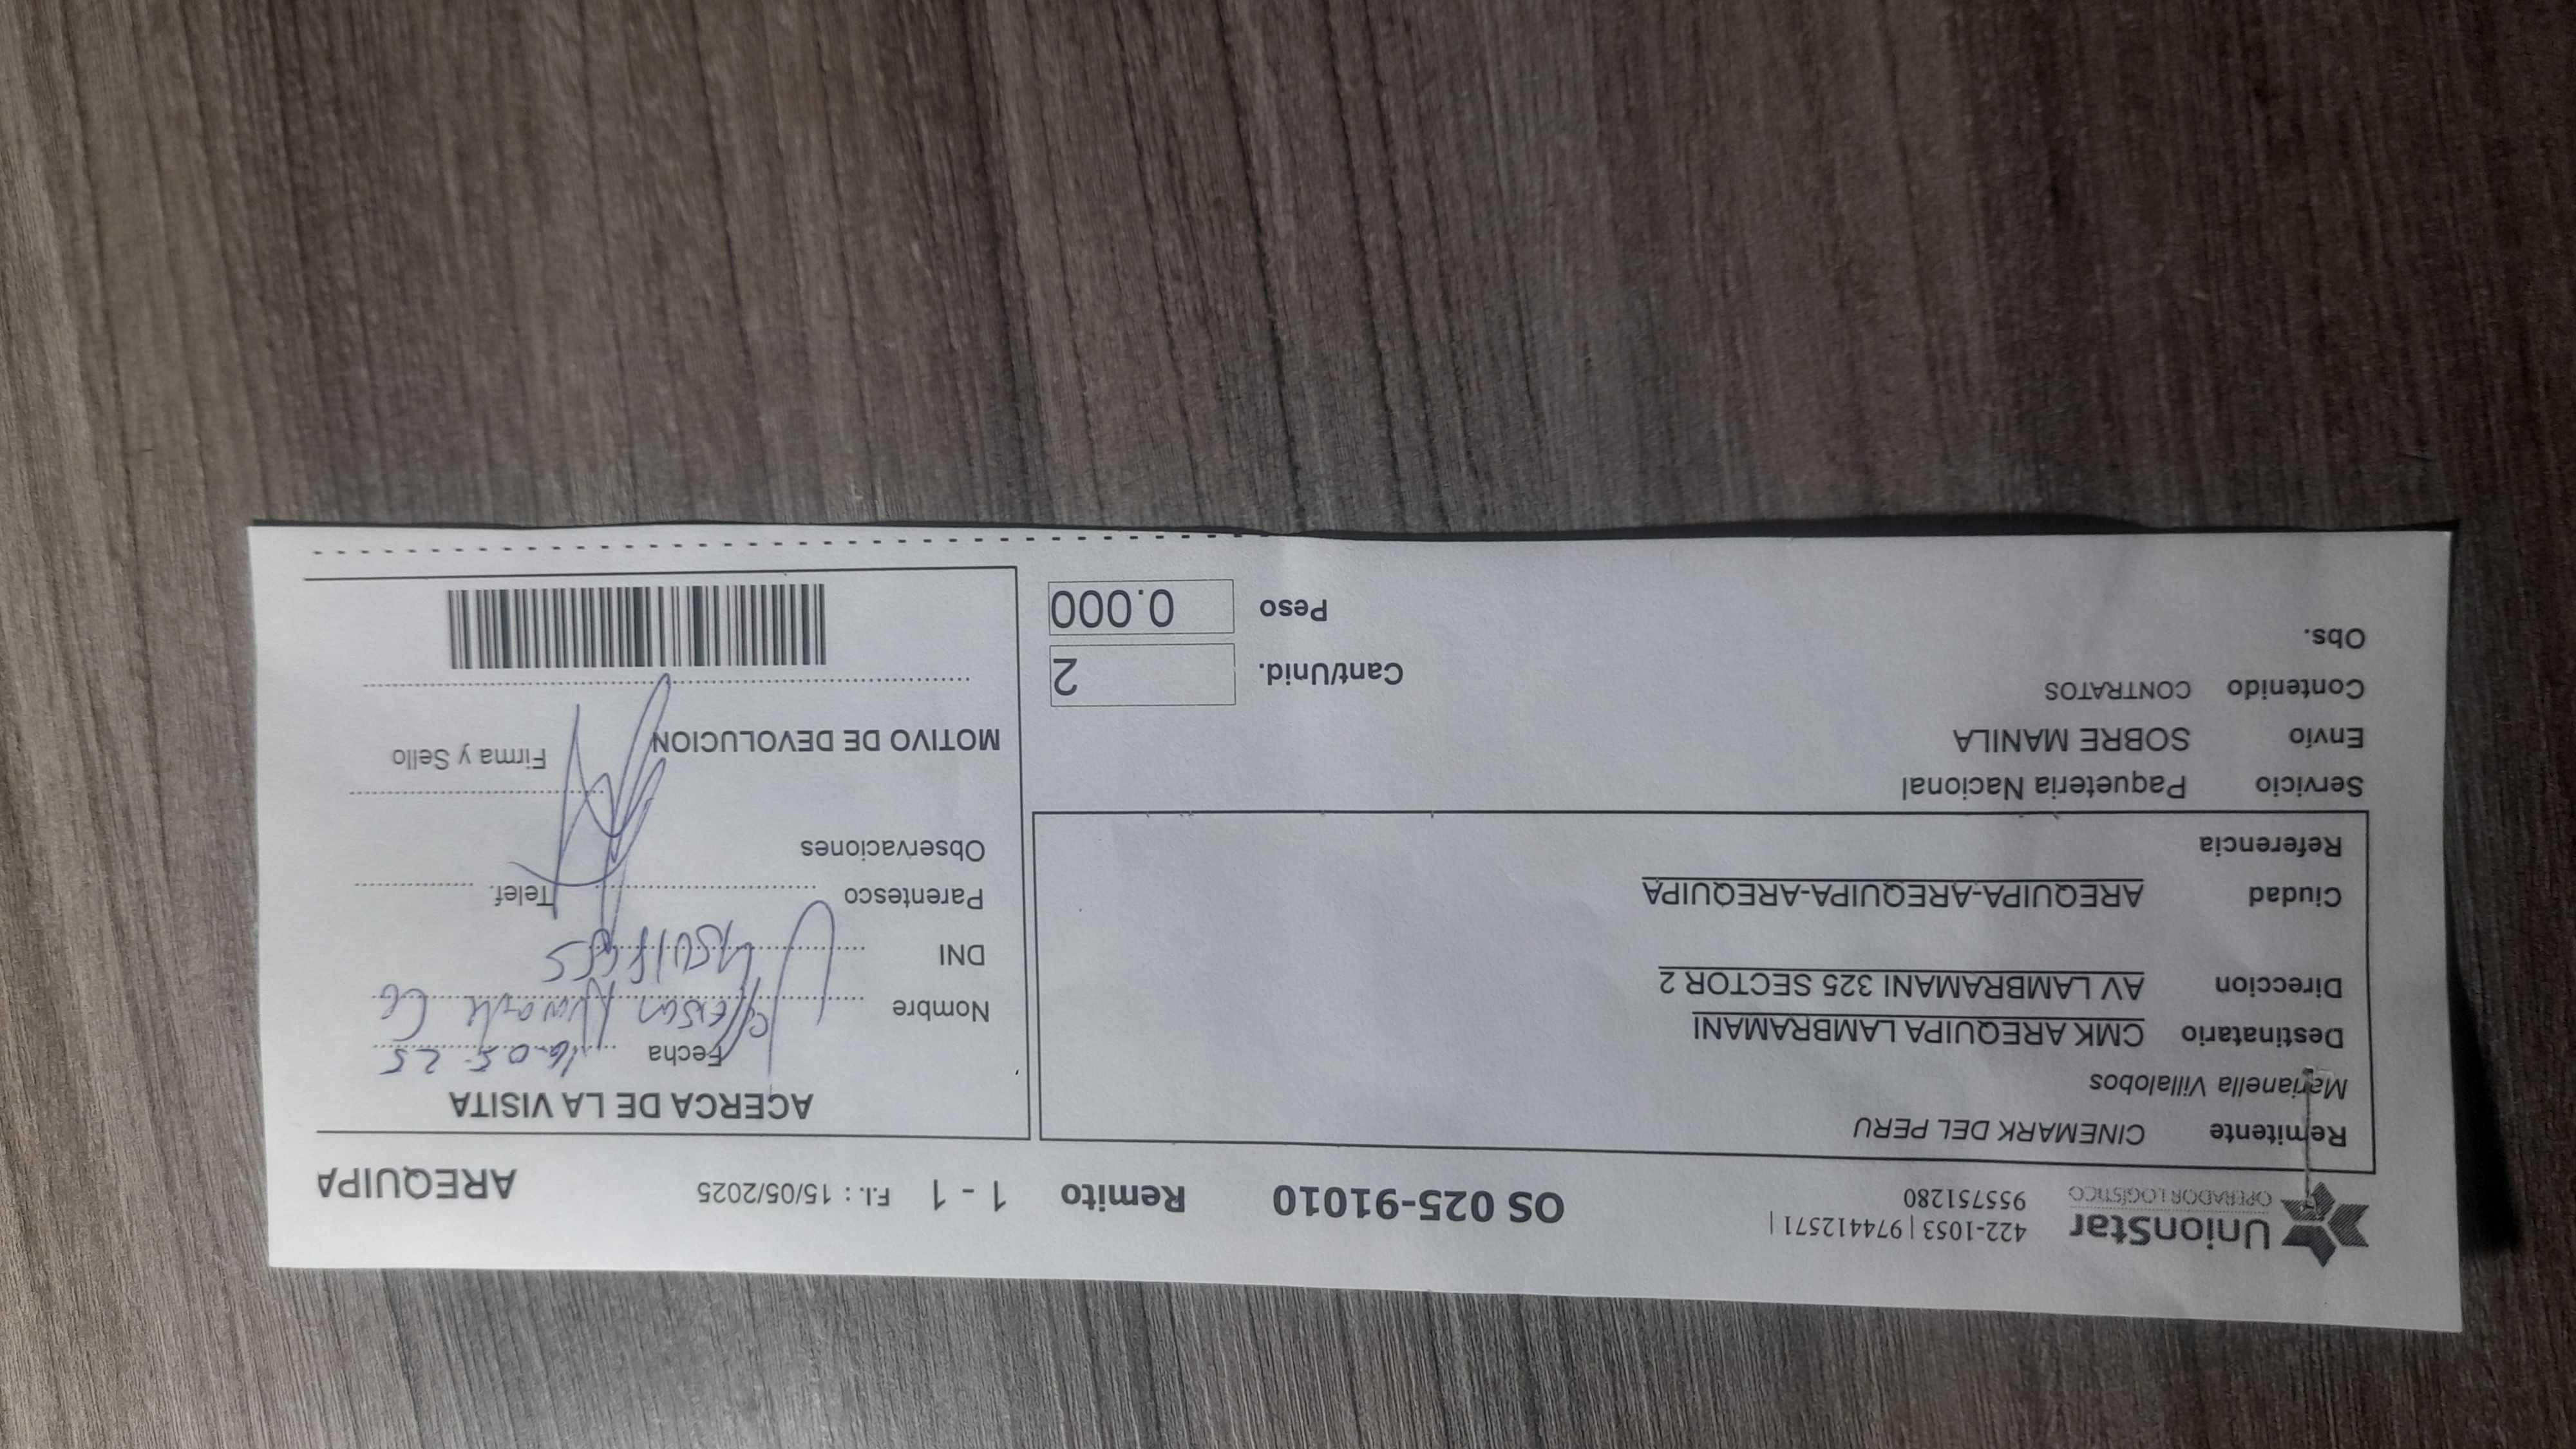 UnionStar
OPERADOR LOGÍSTICO
422-1053 | 974412571 |
955751280
OS 025-91010 Remito 1 - 1 F.I. : 15/05/2025 AREQUIPA
Remitente CINEMARK DEL PERU
Marianella Villalobos
Destinatario CMK AREQUIPA LAMBRAMANI
Direccion AV LAMBRAMANI 325 SECTOR 2
Ciudad AREQUIPA-AREQUIPA-AREQUIPA
Referencia
Servicio Paqueteria Nacional
Envío SOBRE MANILA
Contenido CONTRATOS
Obs.
Cant/Unid. 2
Peso 0.000
ACERCA DE LA VISITA
Fecha 16.05.25
Nombre
DNI
Parentesco Telef.
Observaciones
Firma y Sello
MOTIVO DE DEVOLUCION